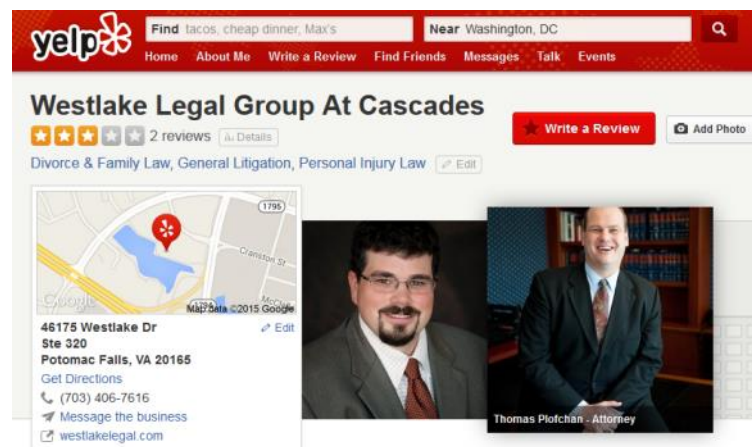 yelp
Find tacos, cheap dinner, Max's
Near Washington, DC
Home About Me Write a Review Find Friends Messages Talk Events
Westlake Legal Group At Cascades
2 reviews Details
Write a Review
Add Photo
Divorce & Family Law, General Litigation, Personal Injury Law Edit
1795
Cranston St
Google
1794
Map data ©2015 Google
46175 Westlake Dr
Edit
Ste 320
Potomac Falls, VA 20165
Get Directions
(703) 406-7616
Message the business
westlakelegal.com
Thomas Plofchan - Attorney